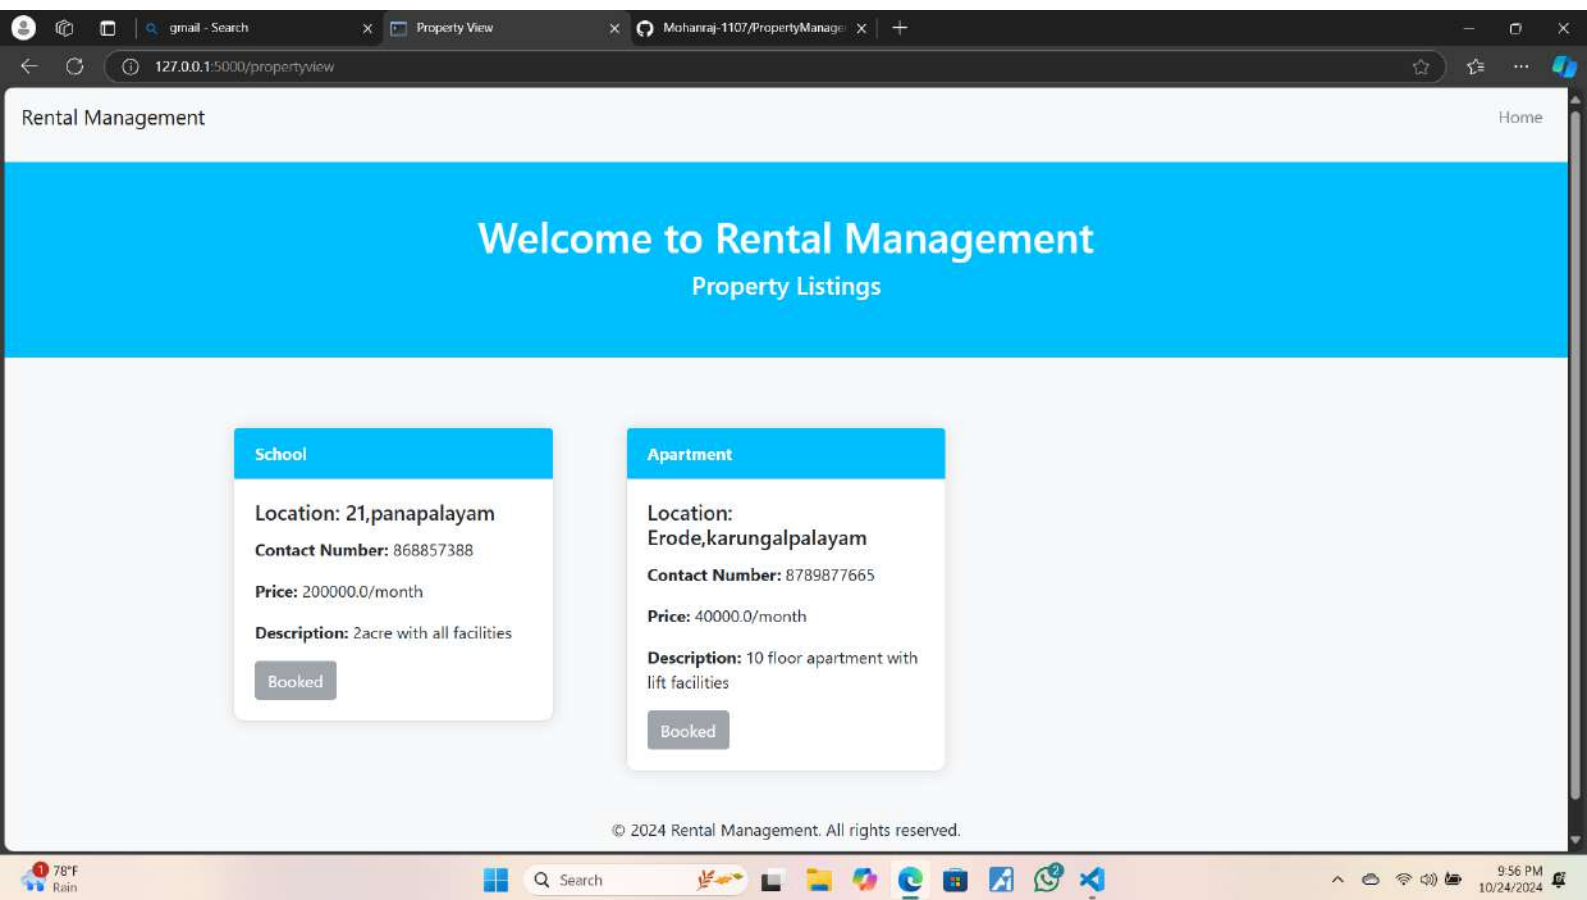 gmail - Search
Property View
Mohanraj-1107/PropertyManage
127.0.0.1:5000/propertyview
Rental Management
Home
Welcome to Rental Management
Property Listings
School
Location: 21,panapalayam
Contact Number: 868857388
Price: 200000.0/month
Description: 2acre with all facilities
Booked
Apartment
Location:
Erode,karungalpalayam
Contact Number: 8789877665
Price: 40000.0/month
Description: 10 floor apartment with
lift facilities
Booked
© 2024 Rental Management. All rights reserved.
1
78°F
Rain
Search
2
9:56 PM
10/24/2024